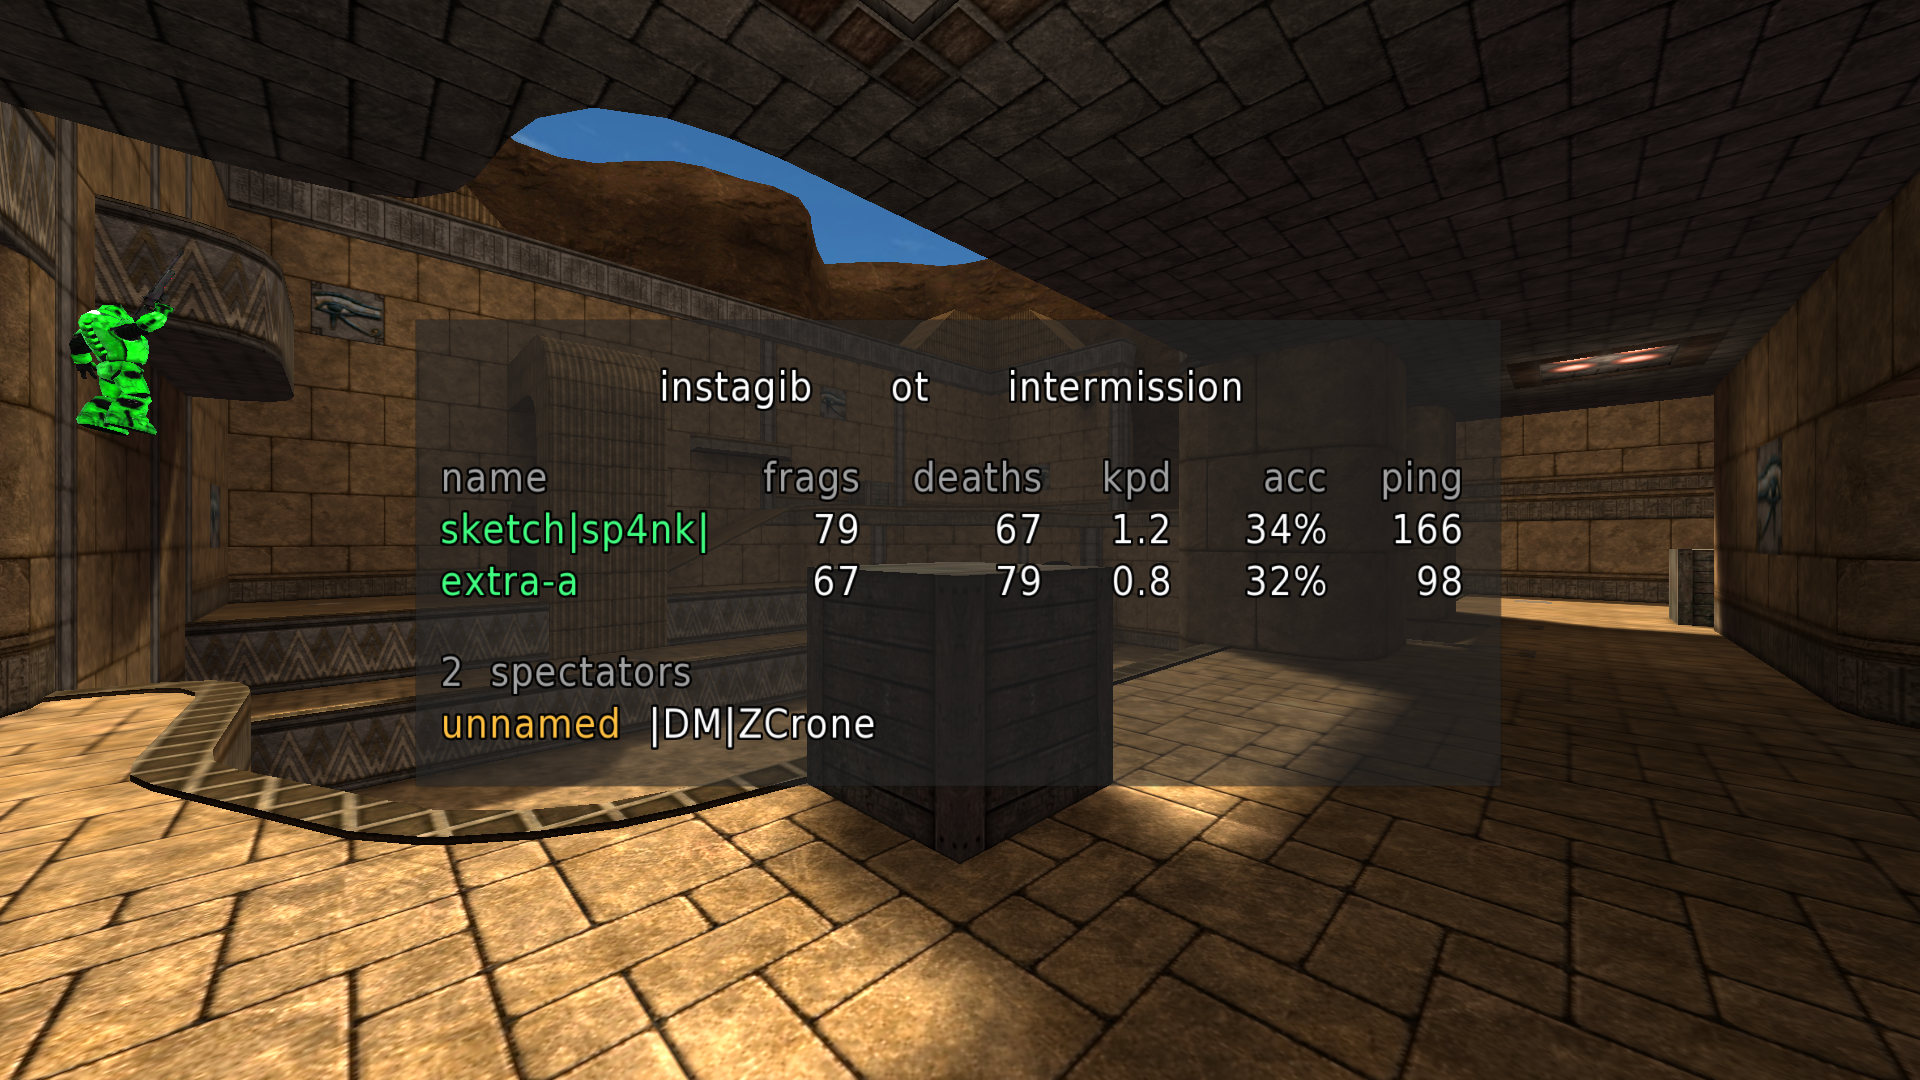 instagib ot intermission
name frags deaths kpd acc ping
sketch|sp4nk| 79 67 1.2 34% 166
extra-a 67 79 0.8 32% 98
2 spectators
unnamed |DM|ZCrone